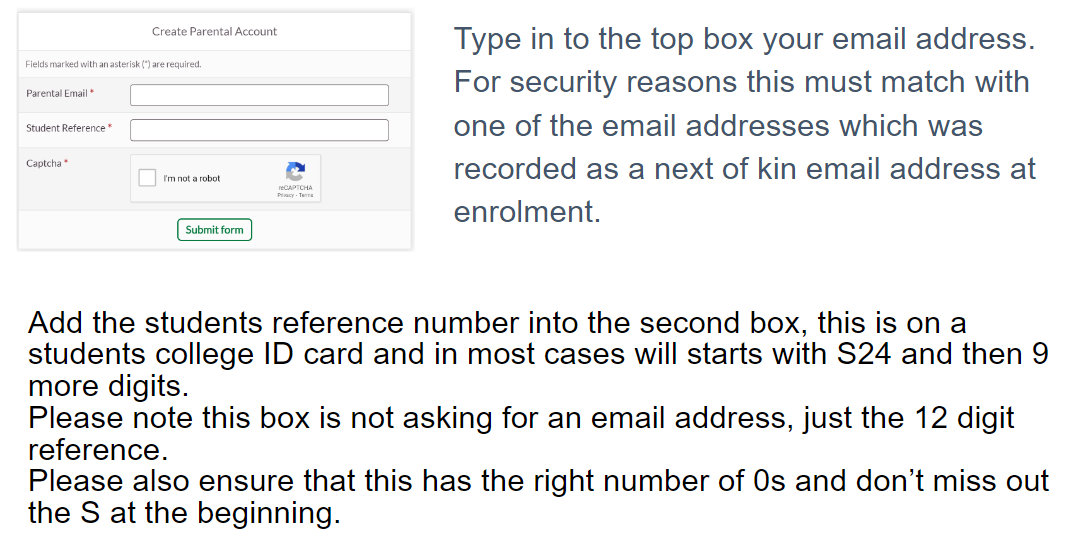 Create Parental Account
Fields marked with an asterisk (*) are required.
Parental Email *
Student Reference *
Captcha *
I'm not a robot
reCAPTCHA
Privacy - Terms
Submit form
Type in to the top box your email address.
For security reasons this must match with
one of the email addresses which was
recorded as a next of kin email address at
enrolment.
Add the students reference number into the second box, this is on a
students college ID card and in most cases will starts with S24 and then 9
more digits.
Please note this box is not asking for an email address, just the 12 digit
reference.
Please also ensure that this has the right number of 0s and don’t miss out
the S at the beginning.